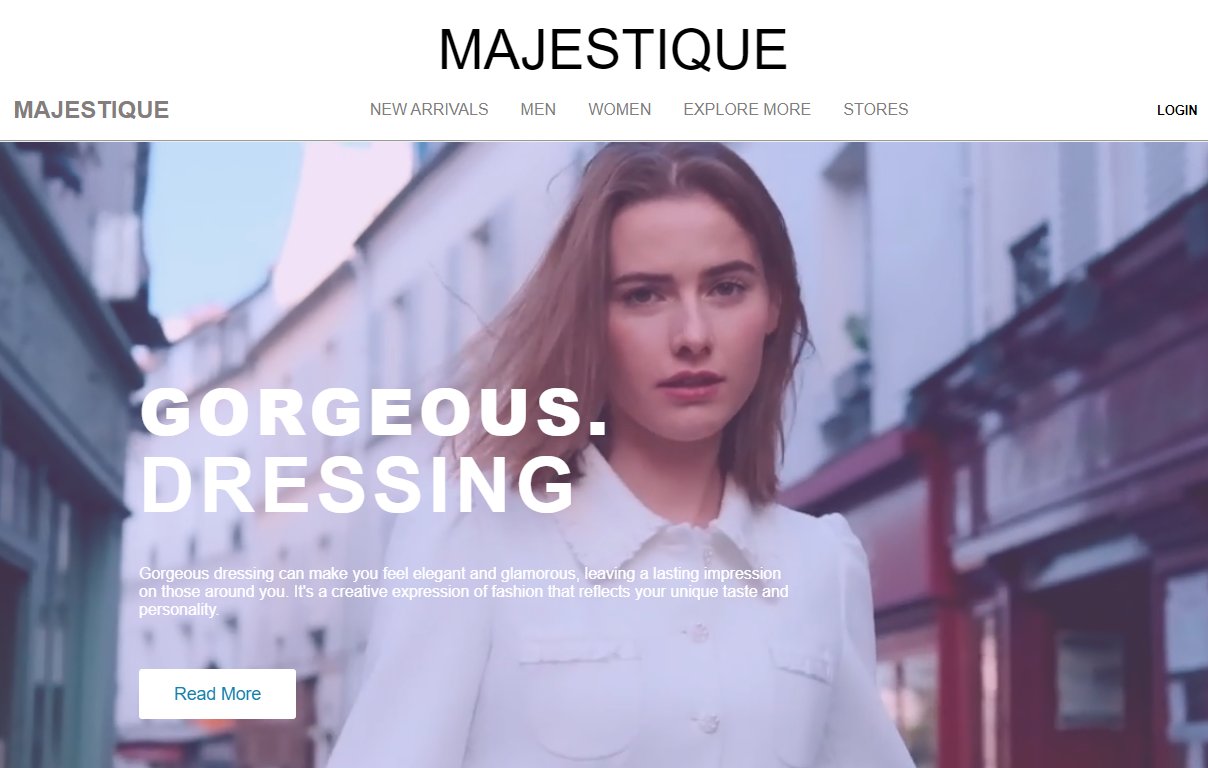 MAJESTIQUE
MAJESTIQUE
NEW ARRIVALS
MEN
WOMEN
EXPLORE MORE
STORES
LOGIN
GORGEOUS.
DRESSING
Gorgeous dressing can make you feel elegant and glamorous, leaving a lasting impression
on those around you. It's a creative expression of fashion that reflects your unique taste and
personality.
Read More